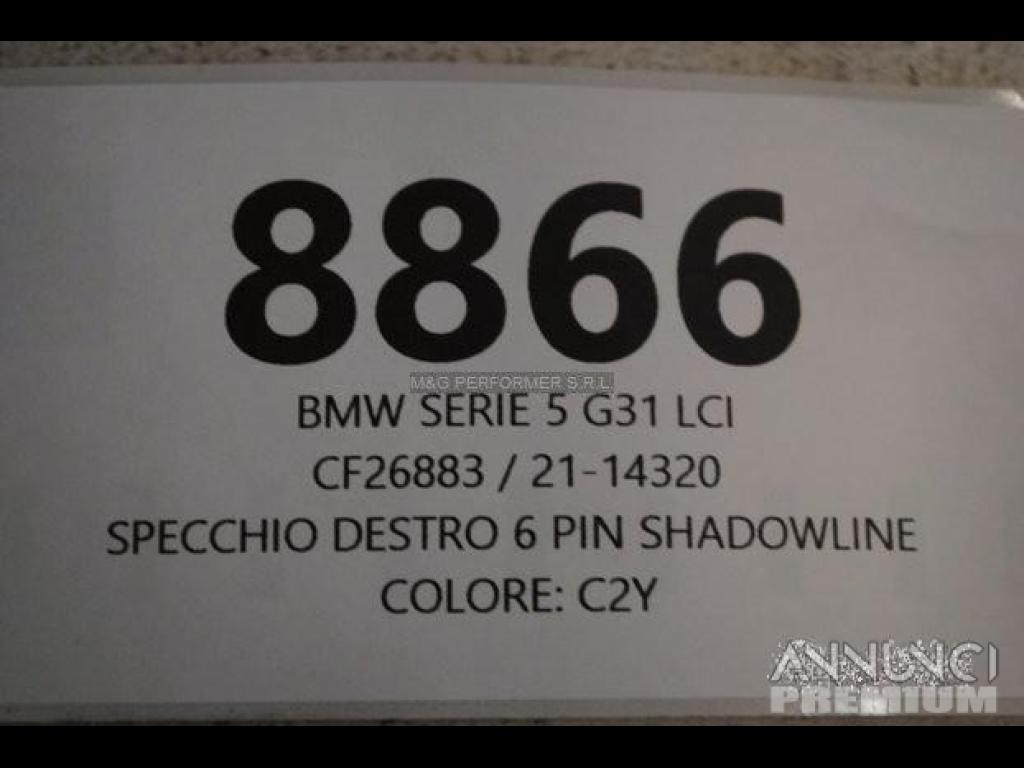 8866
M&G PERFORMER S.R.L.
BMW SERIE 5 G31 LCI
CF26883 / 21-14320
SPECCHIO DESTRO 6 PIN SHADOWLINE
COLORE: C2Y
ANNUNCI
PREMIUM